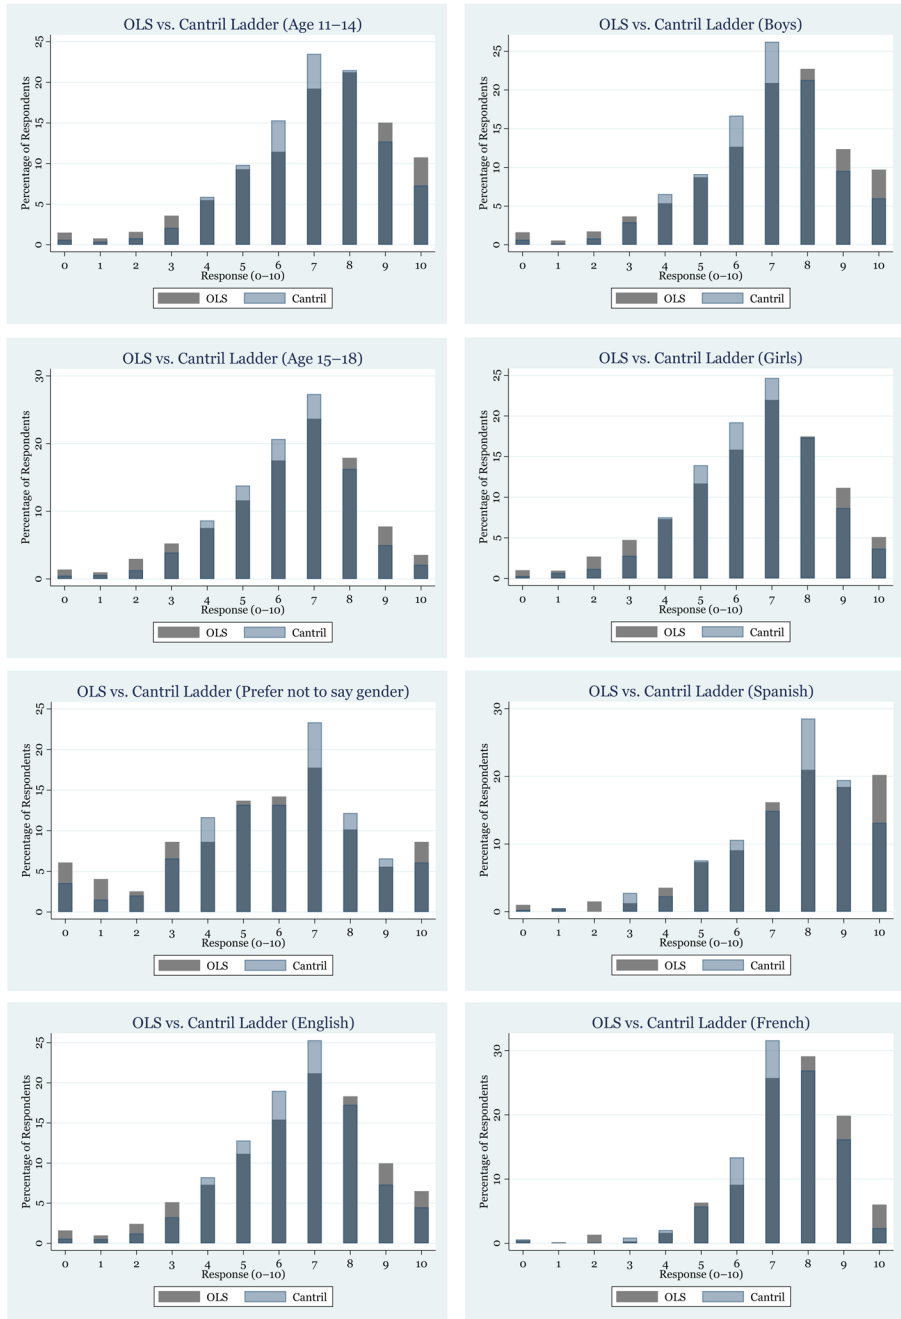 OLS vs. Cantril Ladder (Age 11–14)
Percentage of Respondents
25
20
15
10
5
0
0 1 2 3 4 5 6 7 8 9 10
Response (0–10)
OLS Cantril
OLS vs. Cantril Ladder (Boys)
Percentage of Respondents
25
20
15
10
5
0
0 1 2 3 4 5 6 7 8 9 10
Response (0–10)
OLS Cantril
OLS vs. Cantril Ladder (Age 15–18)
Percentage of Respondents
30
20
10
0
0 1 2 3 4 5 6 7 8 9 10
Response (0–10)
OLS Cantril
OLS vs. Cantril Ladder (Girls)
Percentage of Respondents
25
20
15
10
5
0
0 1 2 3 4 5 6 7 8 9 10
Response (0–10)
OLS Cantril
OLS vs. Cantril Ladder (Prefer not to say gender)
Percentage of Respondents
25
20
15
10
5
0
0 1 2 3 4 5 6 7 8 9 10
Response (0–10)
OLS Cantril
OLS vs. Cantril Ladder (Spanish)
Percentage of Respondents
30
20
10
0
0 1 2 3 4 5 6 7 8 9 10
Response (0–10)
OLS Cantril
OLS vs. Cantril Ladder (English)
Percentage of Respondents
25
20
15
10
5
0
0 1 2 3 4 5 6 7 8 9 10
Response (0–10)
OLS Cantril
OLS vs. Cantril Ladder (French)
Percentage of Respondents
30
20
10
0
0 1 2 3 4 5 6 7 8 9 10
Response (0–10)
OLS Cantril